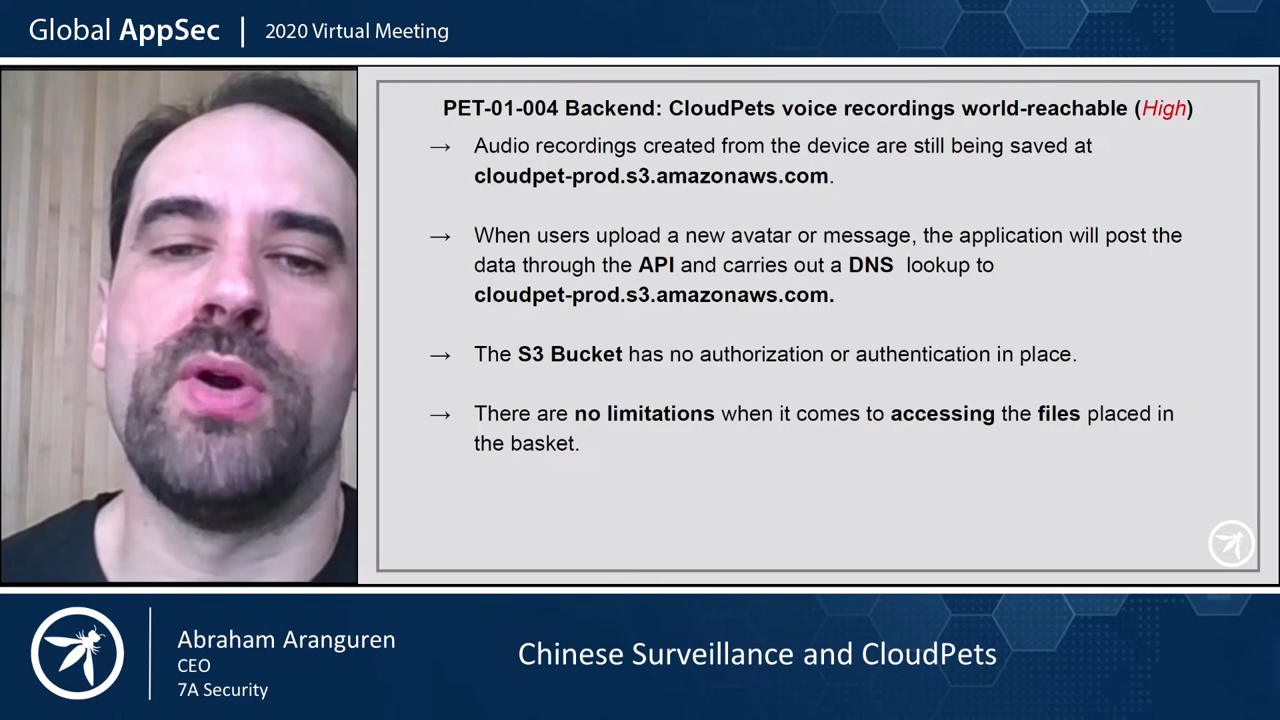 Global AppSec | 2020 Virtual Meeting
PET-01-004 Backend: CloudPets voice recordings world-reachable (High)
→ Audio recordings created from the device are still being saved at
cloudpet-prod.s3.amazonaws.com.
→ When users upload a new avatar or message, the application will post the
data through the API and carries out a DNS lookup to
cloudpet-prod.s3.amazonaws.com.
→ The S3 Bucket has no authorization or authentication in place.
→ There are no limitations when it comes to accessing the files placed in
the basket.
Abraham Aranguren
CEO
7A Security
Chinese Surveillance and CloudPets